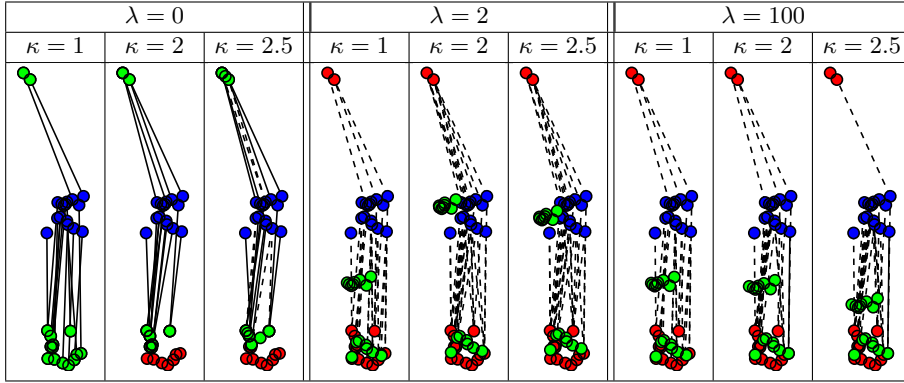 λ = 0 λ = 2 λ = 100
κ = 1 κ = 2 κ = 2.5 κ = 1 κ = 2 κ = 2.5 κ = 1 κ = 2 κ = 2.5